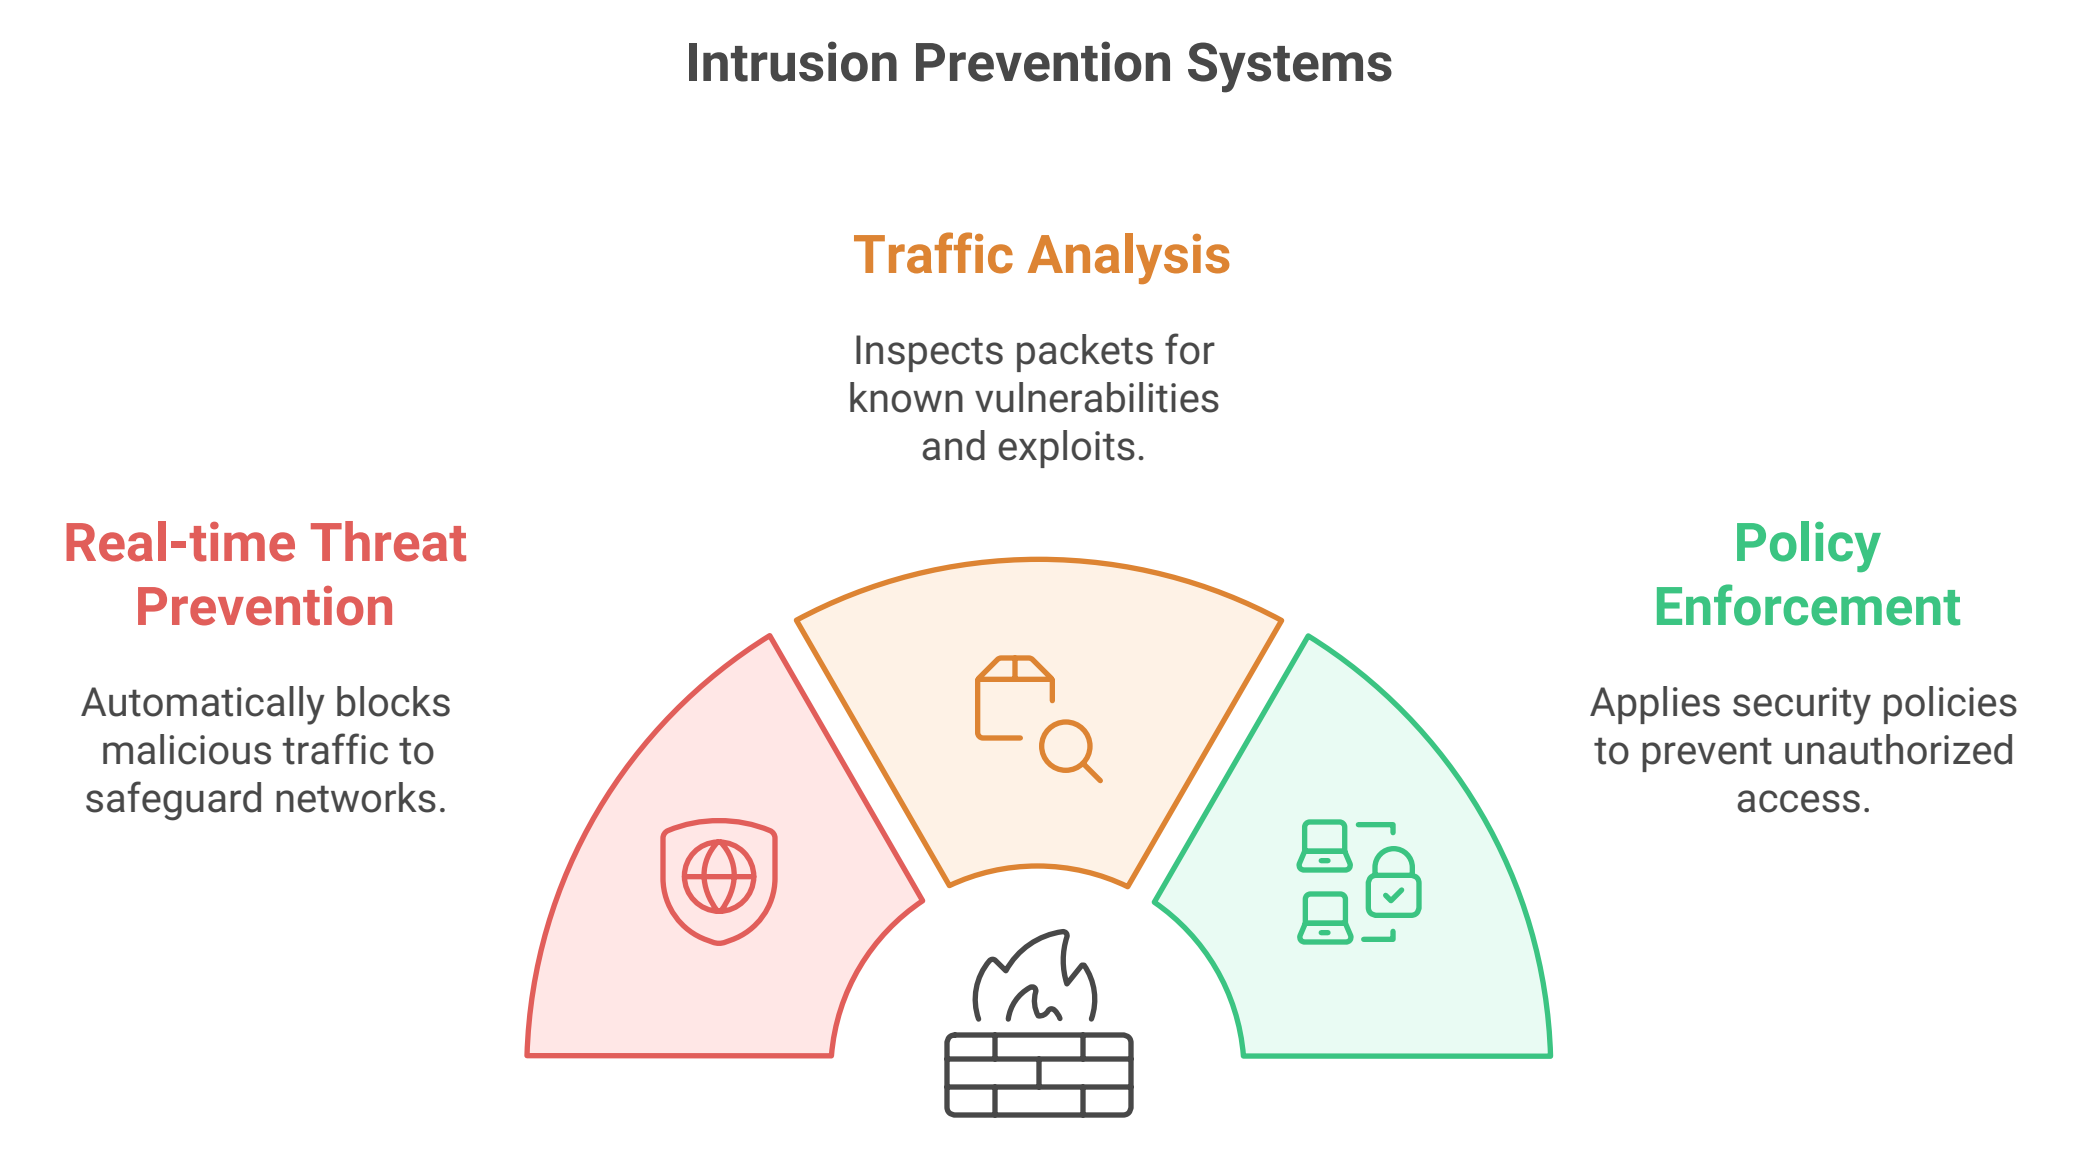 Intrusion Prevention Systems
Traffic Analysis
Inspects packets for
known vulnerabilities
and exploits.
Real-time Threat
Prevention
Automatically blocks
malicious traffic to
safeguard networks.
Policy
Enforcement
Applies security policies
to prevent unauthorized
access.